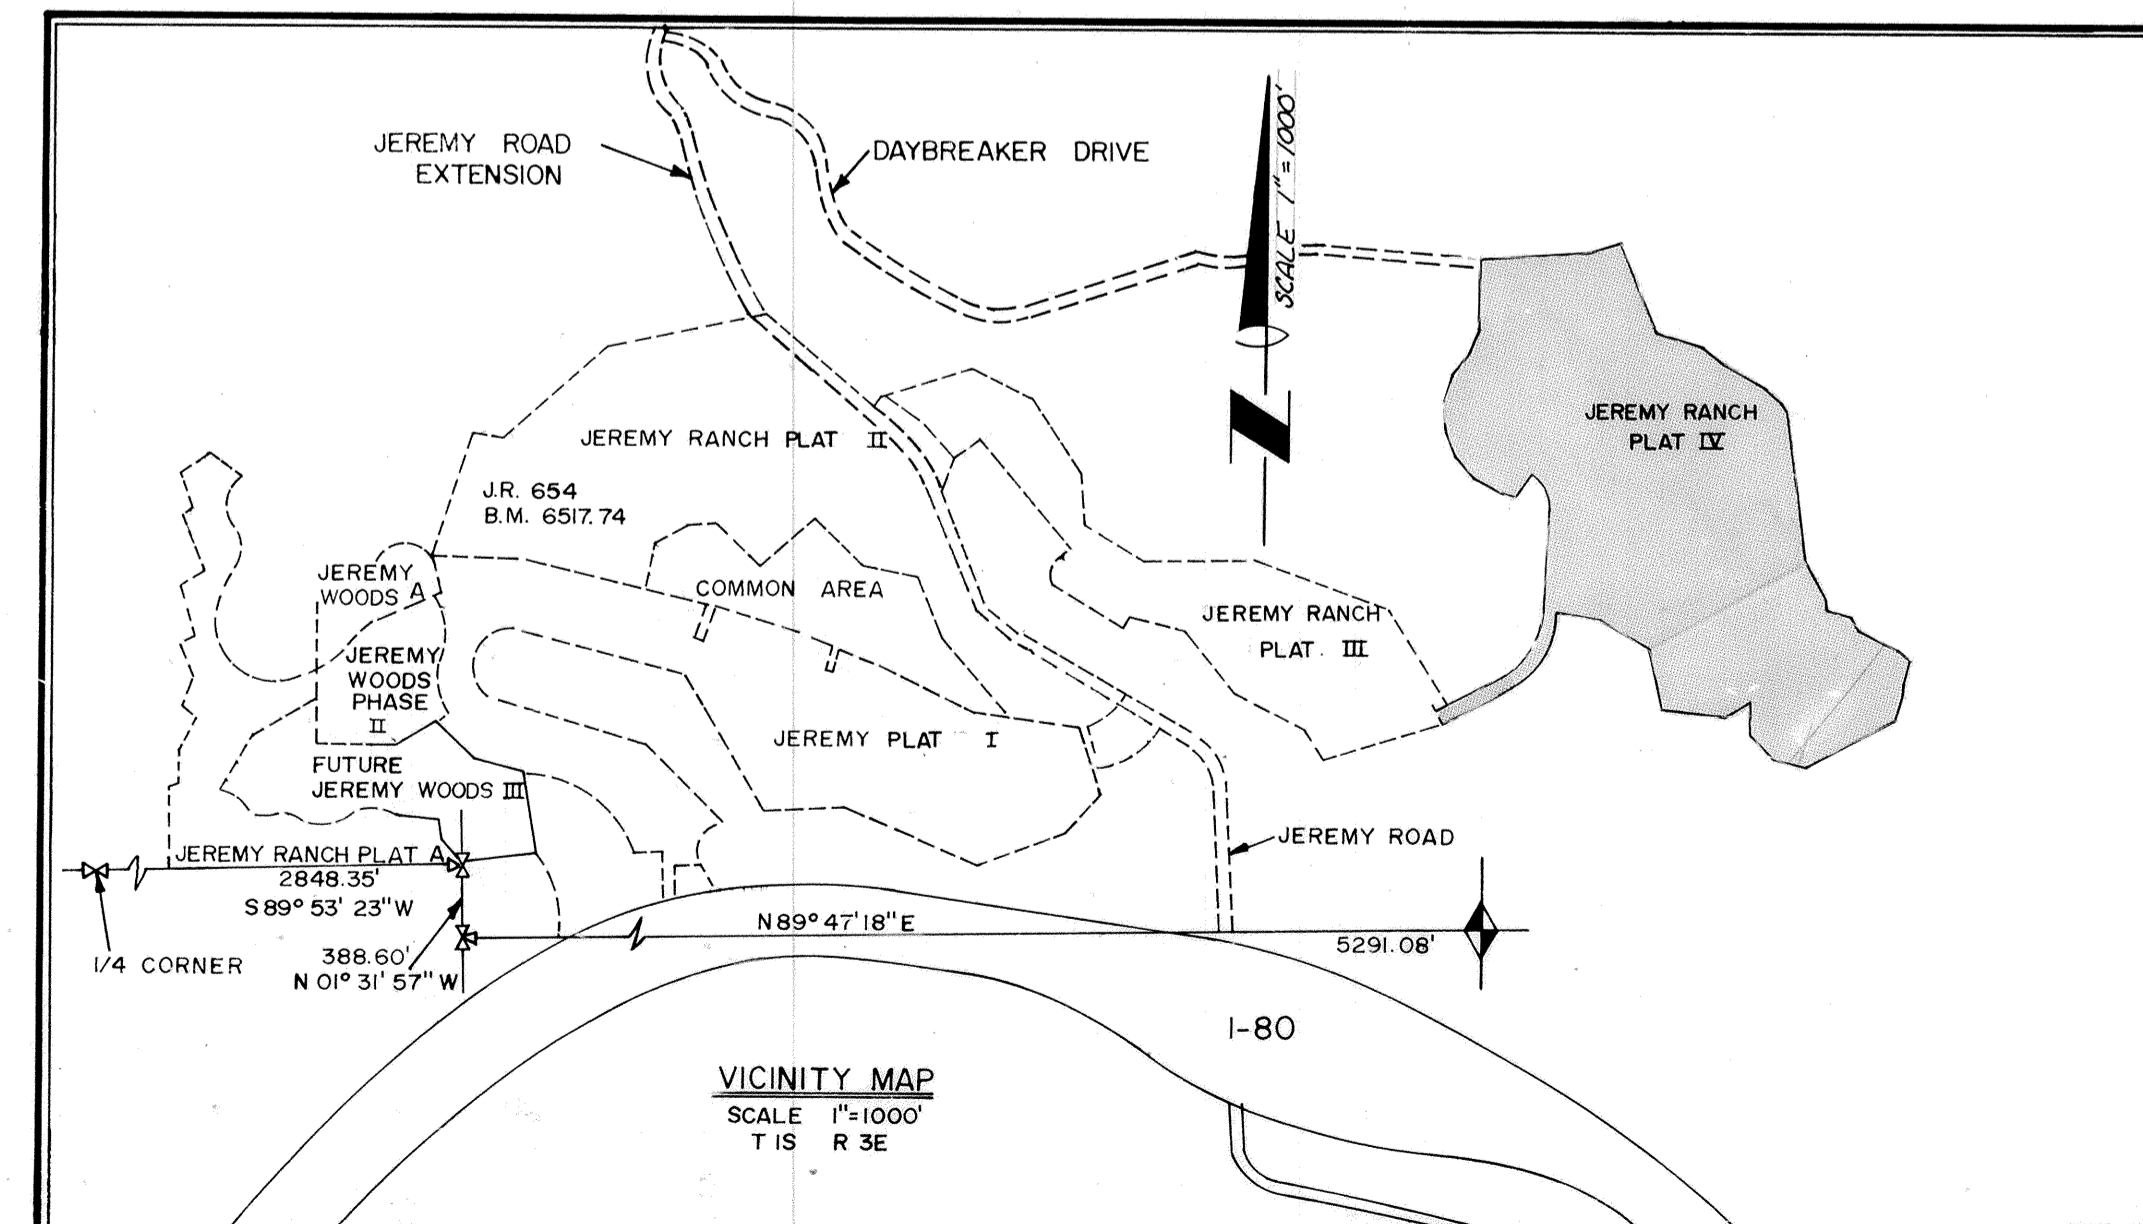 JEREMY ROAD
EXTENSION
DAYBREAKER DRIVE
SCALE 1"=1000'
N
JEREMY RANCH
PLAT IV
JEREMY RANCH PLAT II
J.R. 654
B.M. 6517.74
JEREMY
WOODS A
COMMON AREA
JEREMY RANCH
PLAT. III
JEREMY
WOODS
PHASE
II
JEREMY PLAT I
FUTURE
JEREMY WOODS III
JEREMY ROAD
JEREMY RANCH PLAT A
2848.35'
S 89° 53' 23" W
N 89° 47' 18" E
5291.08'
388.60'
N 01° 31' 57" W
1/4 CORNER
I-80
VICINITY MAP
SCALE 1"=1000'
T 1S R 3E